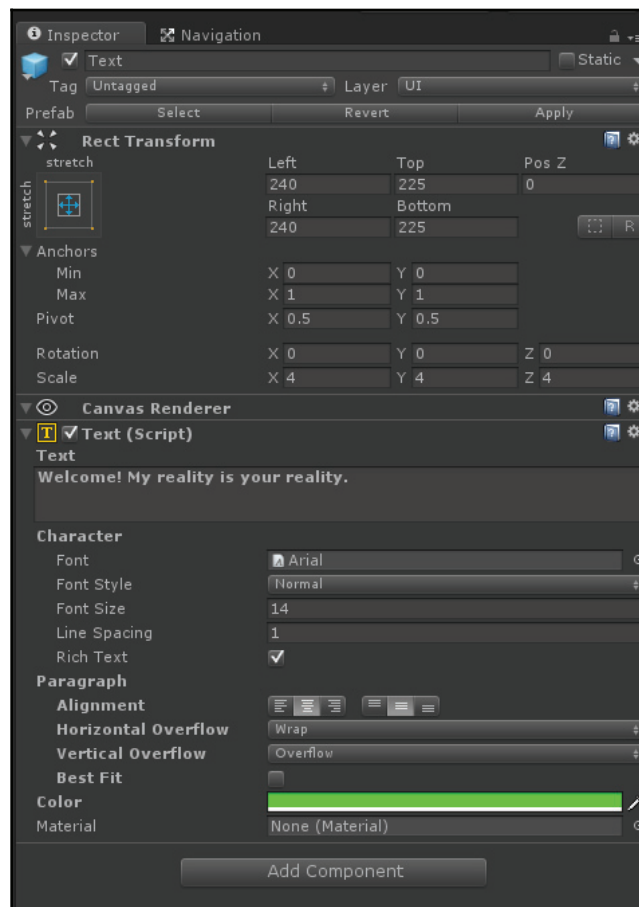 Inspector Navigation
Text Static
Tag Untagged Layer UI
Prefab Select Revert Apply
Rect Transform
stretch Left Top Pos Z
stretch 240 225 0
Right Bottom
240 225 R
Anchors
Min X 0 Y 0
Max X 1 Y 1
Pivot X 0.5 Y 0.5
Rotation X 0 Y 0 Z 0
Scale X 4 Y 4 Z 4
Canvas Renderer
T Text (Script)
Text
Welcome! My reality is your reality.
Character
Font Arial
Font Style Normal
Font Size 14
Line Spacing 1
Rich Text
Paragraph
Alignment
Horizontal Overflow Wrap
Vertical Overflow Overflow
Best Fit
Color
Material None (Material)
Add Component